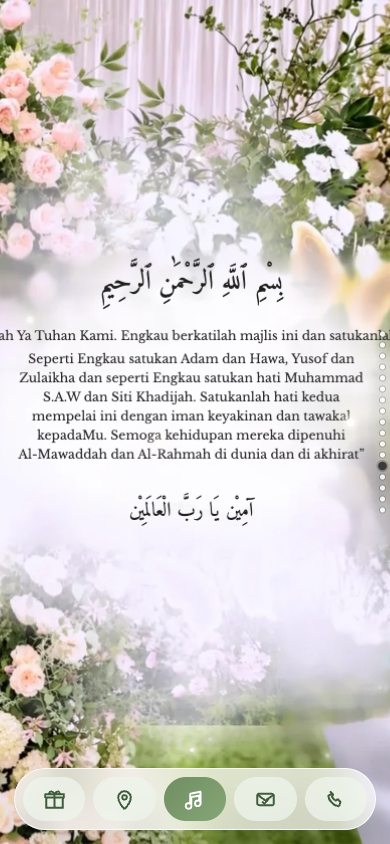 بِسْمِ ٱللَّهِ ٱلرَّحْمَٰنِ ٱلرَّحِيمِ
Ya Tuhan Kami. Engkau berkatilah majlis ini dan
Seperti Engkau satukan Adam dan Hawa, Yusof dan
Zulaikha dan seperti Engkau satukan hati Muhammad
S.A.W dan Siti Khadijah. Satukanlah hati kedua
mempelai ini dengan iman keyakinan dan
kepadaMu. Semoga kehidupan mereka dipenuhi
Al-Mawaddah dan Al-Rahmah di dunia dan di akhirat”
آمِيْن يَا رَبَّ الْعَالَمِيْن